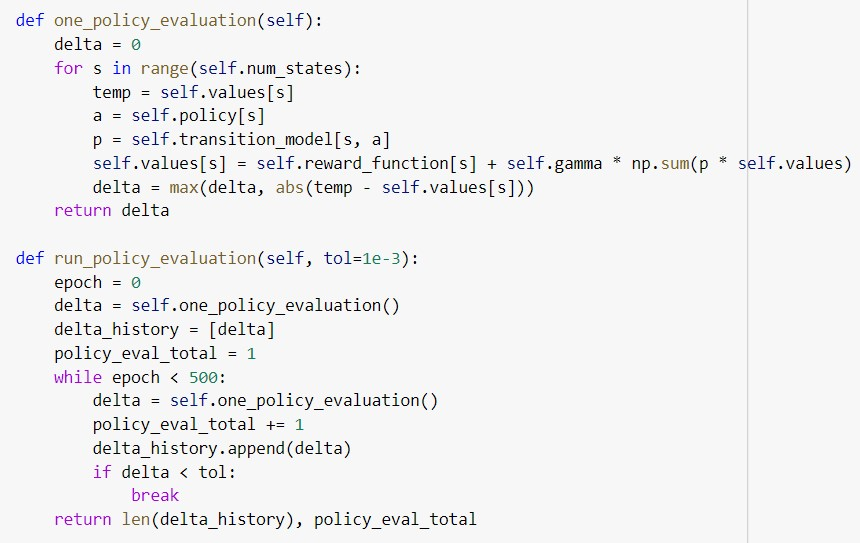 def one_policy_evaluation(self):
    delta = 0
    for s in range(self.num_states):
        temp = self.values[s]
        a = self.policy[s]
        p = self.transition_model[s, a]
        self.values[s] = self.reward_function[s] + self.gamma * np.sum(p * self.values)
        delta = max(delta, abs(temp - self.values[s]))
    return delta

def run_policy_evaluation(self, tol=1e-3):
    epoch = 0
    delta = self.one_policy_evaluation()
    delta_history = [delta]
    policy_eval_total = 1
    while epoch < 500:
        delta = self.one_policy_evaluation()
        policy_eval_total += 1
        delta_history.append(delta)
        if delta < tol:
            break
    return len(delta_history), policy_eval_total